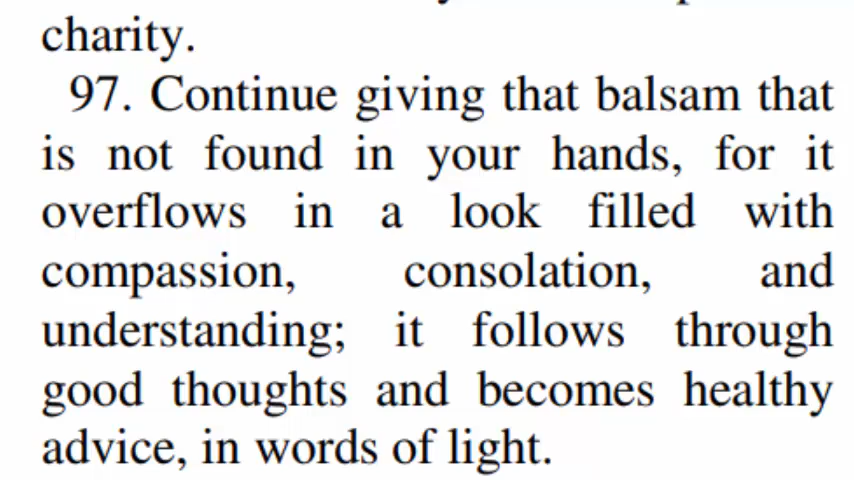 charity.
97. Continue giving that balsam that
is not found in your hands, for it
overflows in a look filled with
compassion, consolation, and
understanding; it follows through
good thoughts and becomes healthy
advice, in words of light.